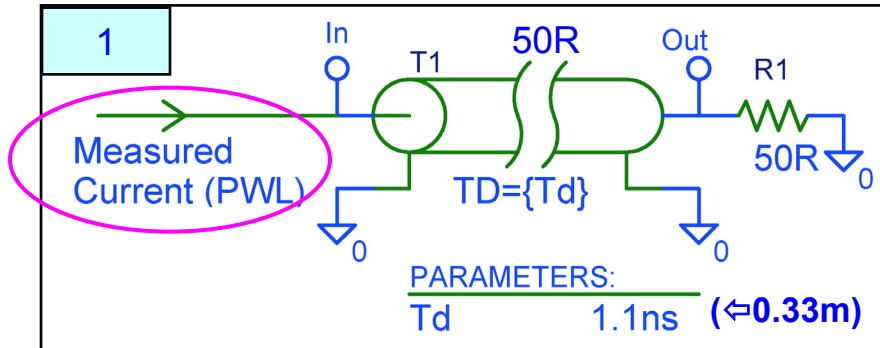 1
In
T1
50R
Out
R1
Measured
Current (PWL)
50R
0
TD={Td}
0
0
PARAMETERS:
Td 1.1ns (⇦0.33m)